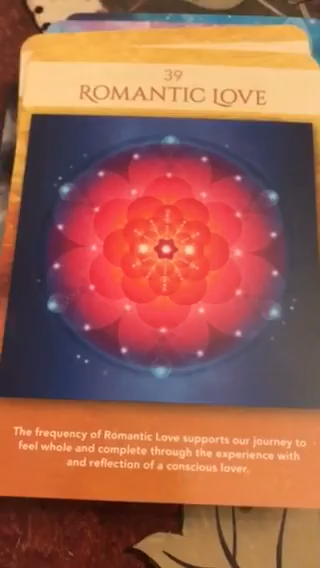 39
ROMANTIC LOVE
The frequency of Romantic Love supports our journey to
feel whole and complete through the experience with
and reflection of a conscious lover.